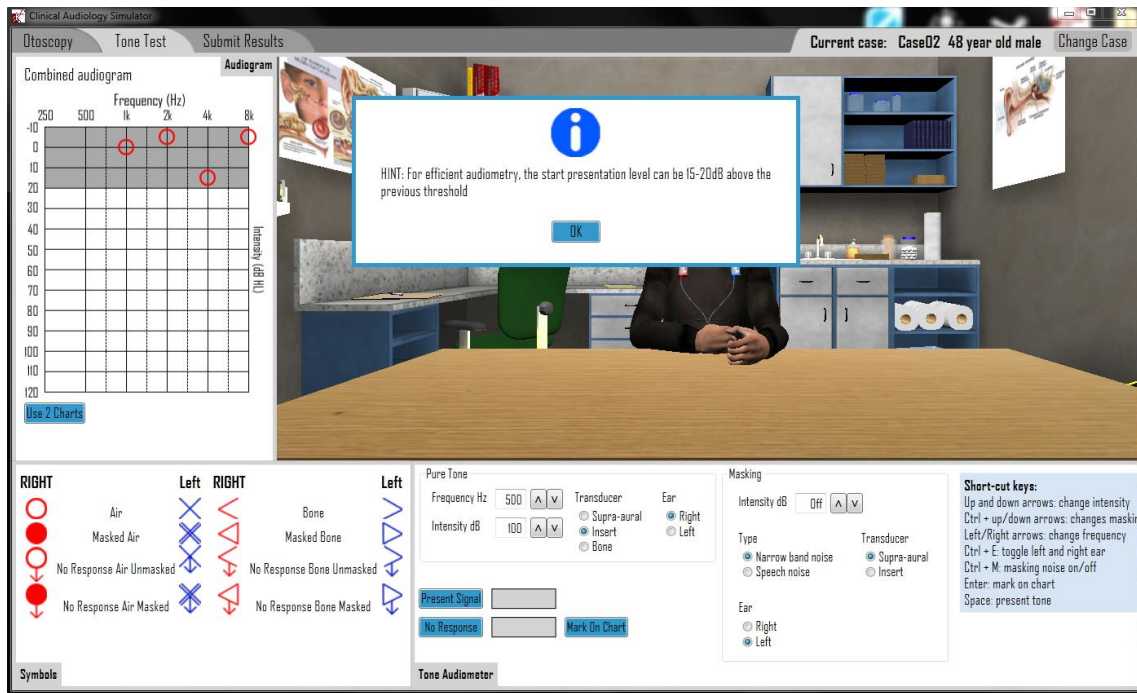 Clinical Audiology Simulator
Otoscopy Tone Test Submit Results
Current case: Case02 48 year old male Change Case
Audiogram
Combined audiogram
Frequency (Hz)
250 500 1k 2k 4k 8k
-10
0
10
20
30
40
50
60
70
80
90
100
110
120
Intensity (dB HL)
Use 2 Charts
HINT: For efficient audiometry, the start presentation level can be 15-20dB above the
previous threshold
OK
RIGHT Left RIGHT Left
Air Bone
Masked Air Masked Bone
No Response Air Unmasked No Response Bone Unmasked
No Response Air Masked No Response Bone Masked
Symbols
Pure Tone
Frequency Hz 500 Transducer Ear
Supra-aural Right
Intensity dB 100 Insert Left
Bone
Present Signal
No Response Mark On Chart
Tone Audiometer
Masking
Intensity dB Off
Type Transducer
Narrow band noise Supra-aural
Speech noise Insert
Ear
Right
Left
Short-cut keys:
Up and down arrows: change intensity
Ctrl + up/down arrows: changes maskin
Left/Right arrows: change frequency
Ctrl + E: toggle left and right ear
Ctrl + M: masking noise on/off
Enter: mark on chart
Space: present tone